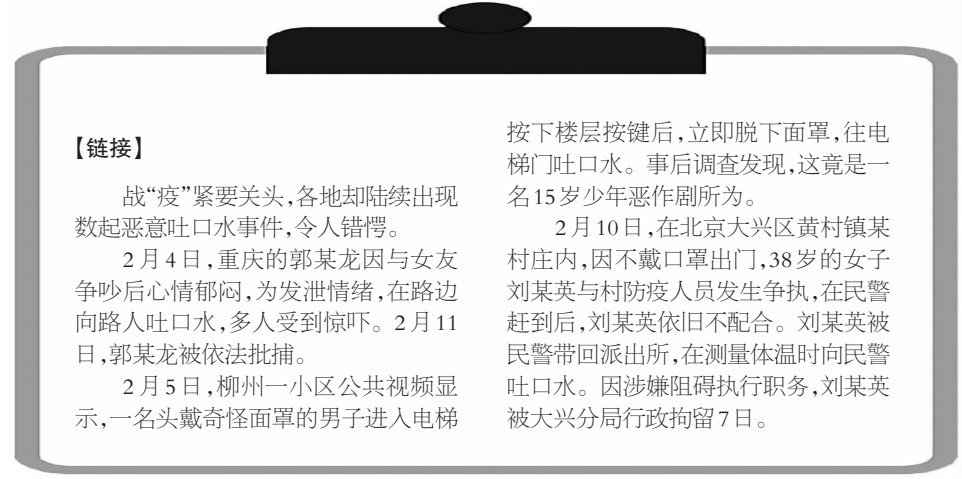 【链接】
战“疫”紧要关头,各地却陆续出现
数起恶意吐口水事件,令人错愕。
2月4日,重庆的郭某龙因与女友
争吵后心情郁闷,为发泄情绪,在路边
向路人吐口水,多人受到惊吓。2月11
日,郭某龙被依法批捕。
2月5日,柳州一小区公共视频显
示,一名头戴奇怪面罩的男子进入电梯
按下楼层按键后,立即脱下面罩,往电
梯门吐口水。事后调查发现,这竟是一
名15岁少年恶作剧所为。
2月10日,在北京大兴区黄村镇某
村庄内,因不戴口罩出门,38岁的女子
刘某英与村防疫人员发生争执,在民警
赶到后,刘某英依旧不配合。刘某英被
民警带回派出所,在测量体温时向民警
吐口水。因涉嫌阻碍执行职务,刘某英
被大兴分局行政拘留7日。